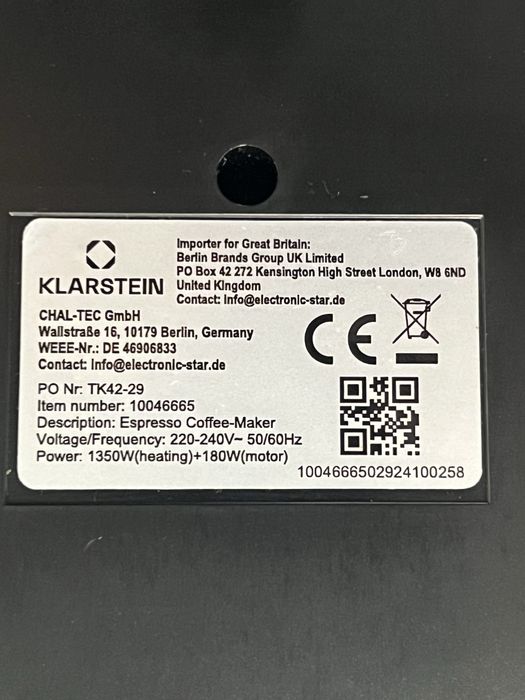 KLARSTEIN
Importer for Great Britain:
Berlin Brands Group UK Limited
PO Box 42 272 Kensington High Street London, W8 6ND
United Kingdom
Contact: Info@electronic-star.de
CHAL-TEC GmbH
Wallstraße 16, 10179 Berlin, Germany
WEEE-Nr.: DE 46906833
Contact: Info@electronic-star.de
CE
PO Nr: TK42-29
Item number: 10046665
Description: Espresso Coffee-Maker
Voltage/Frequency: 220-240V~ 50/60Hz
Power: 1350W(heating)+180W(motor)
1004666502924100258